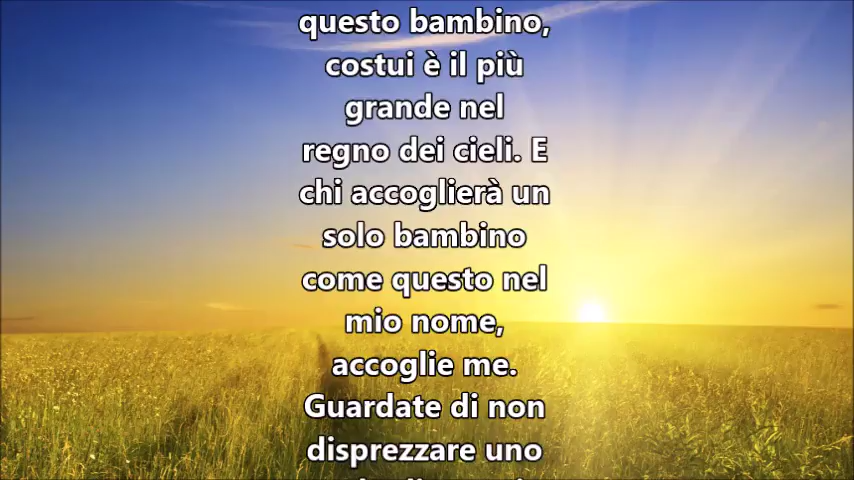 questo bambino,
costui è il più
grande nel
regno dei cieli. E
chi accoglierà un
solo bambino
come questo nel
mio nome,
accoglie me.
Guardate di non
disprezzare uno